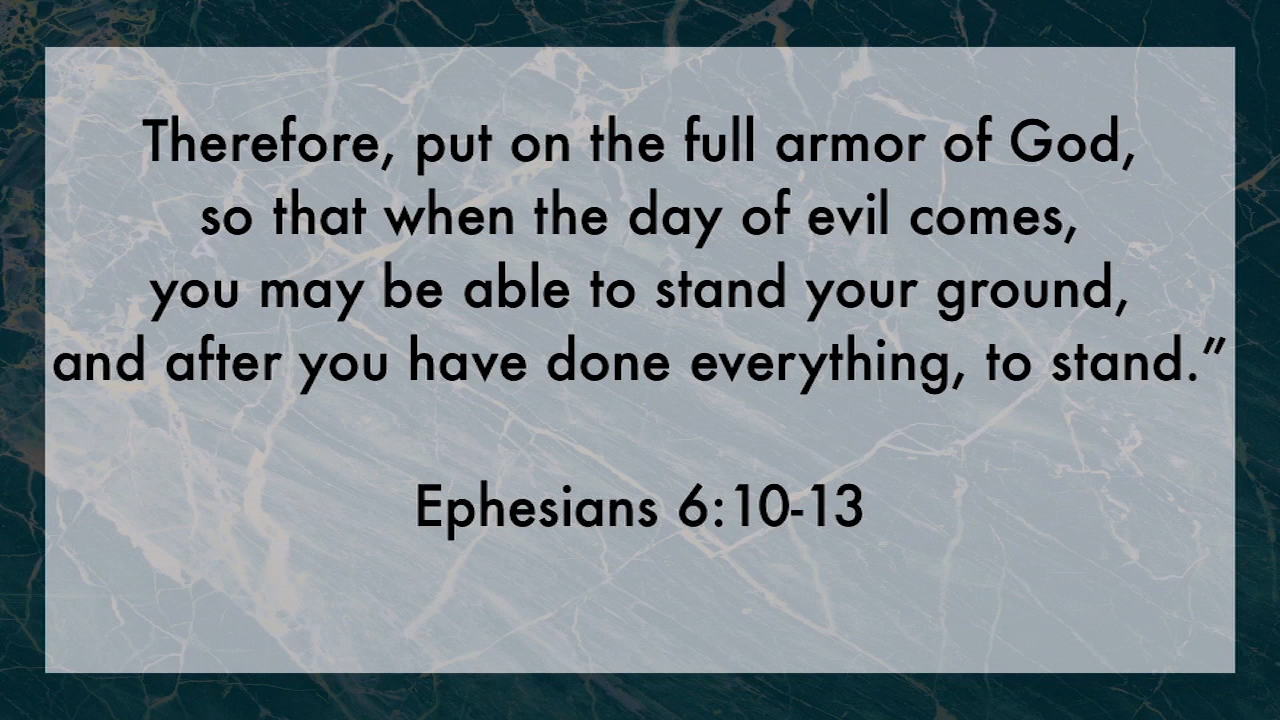 Therefore, put on the full armor of God,
so that when the day of evil comes,
you may be able to stand your ground,
and after you have done everything, to stand.”
Ephesians 6:10-13